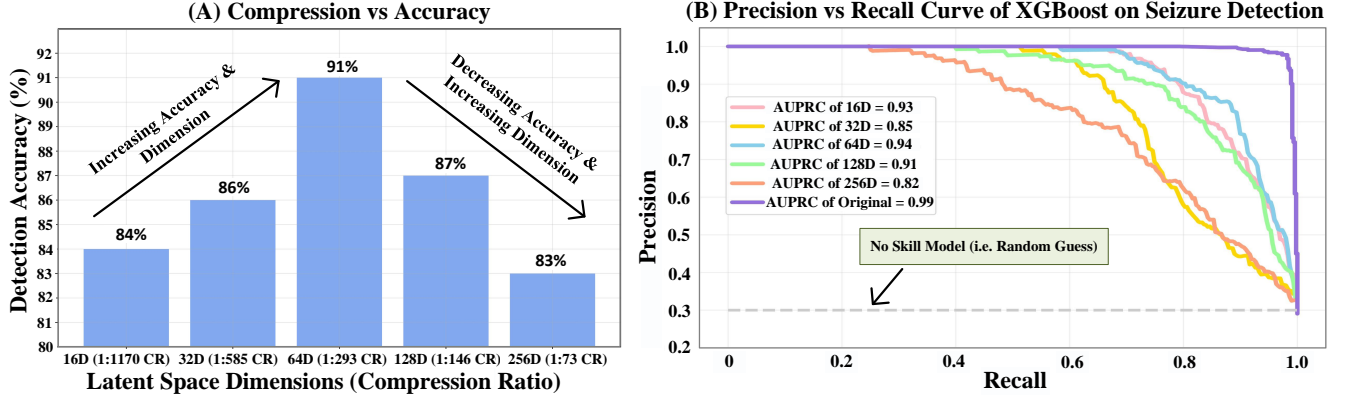 (A) Compression vs Accuracy
Detection Accuracy (%)
92
91
90
89
88
87
86
85
84
83
82
81
80
Increasing Accuracy &
Dimension
Decreasing Accuracy &
Increasing Dimension
84%
86%
91%
87%
83%
16D (1:1170 CR) 32D (1:585 CR) 64D (1:293 CR) 128D (1:146 CR) 256D (1:73 CR)
Latent Space Dimensions (Compression Ratio)
(B) Precision vs Recall Curve of XGBoost on Seizure Detection
Precision
1.0
0.9
0.8
0.7
0.6
0.5
0.4
0.3
0.2
AUPRC of 16D = 0.93
AUPRC of 32D = 0.85
AUPRC of 64D = 0.94
AUPRC of 128D = 0.91
AUPRC of 256D = 0.82
AUPRC of Original = 0.99
No Skill Model (i.e. Random Guess)
0 0.2 0.4 0.6 0.8 1.0
Recall